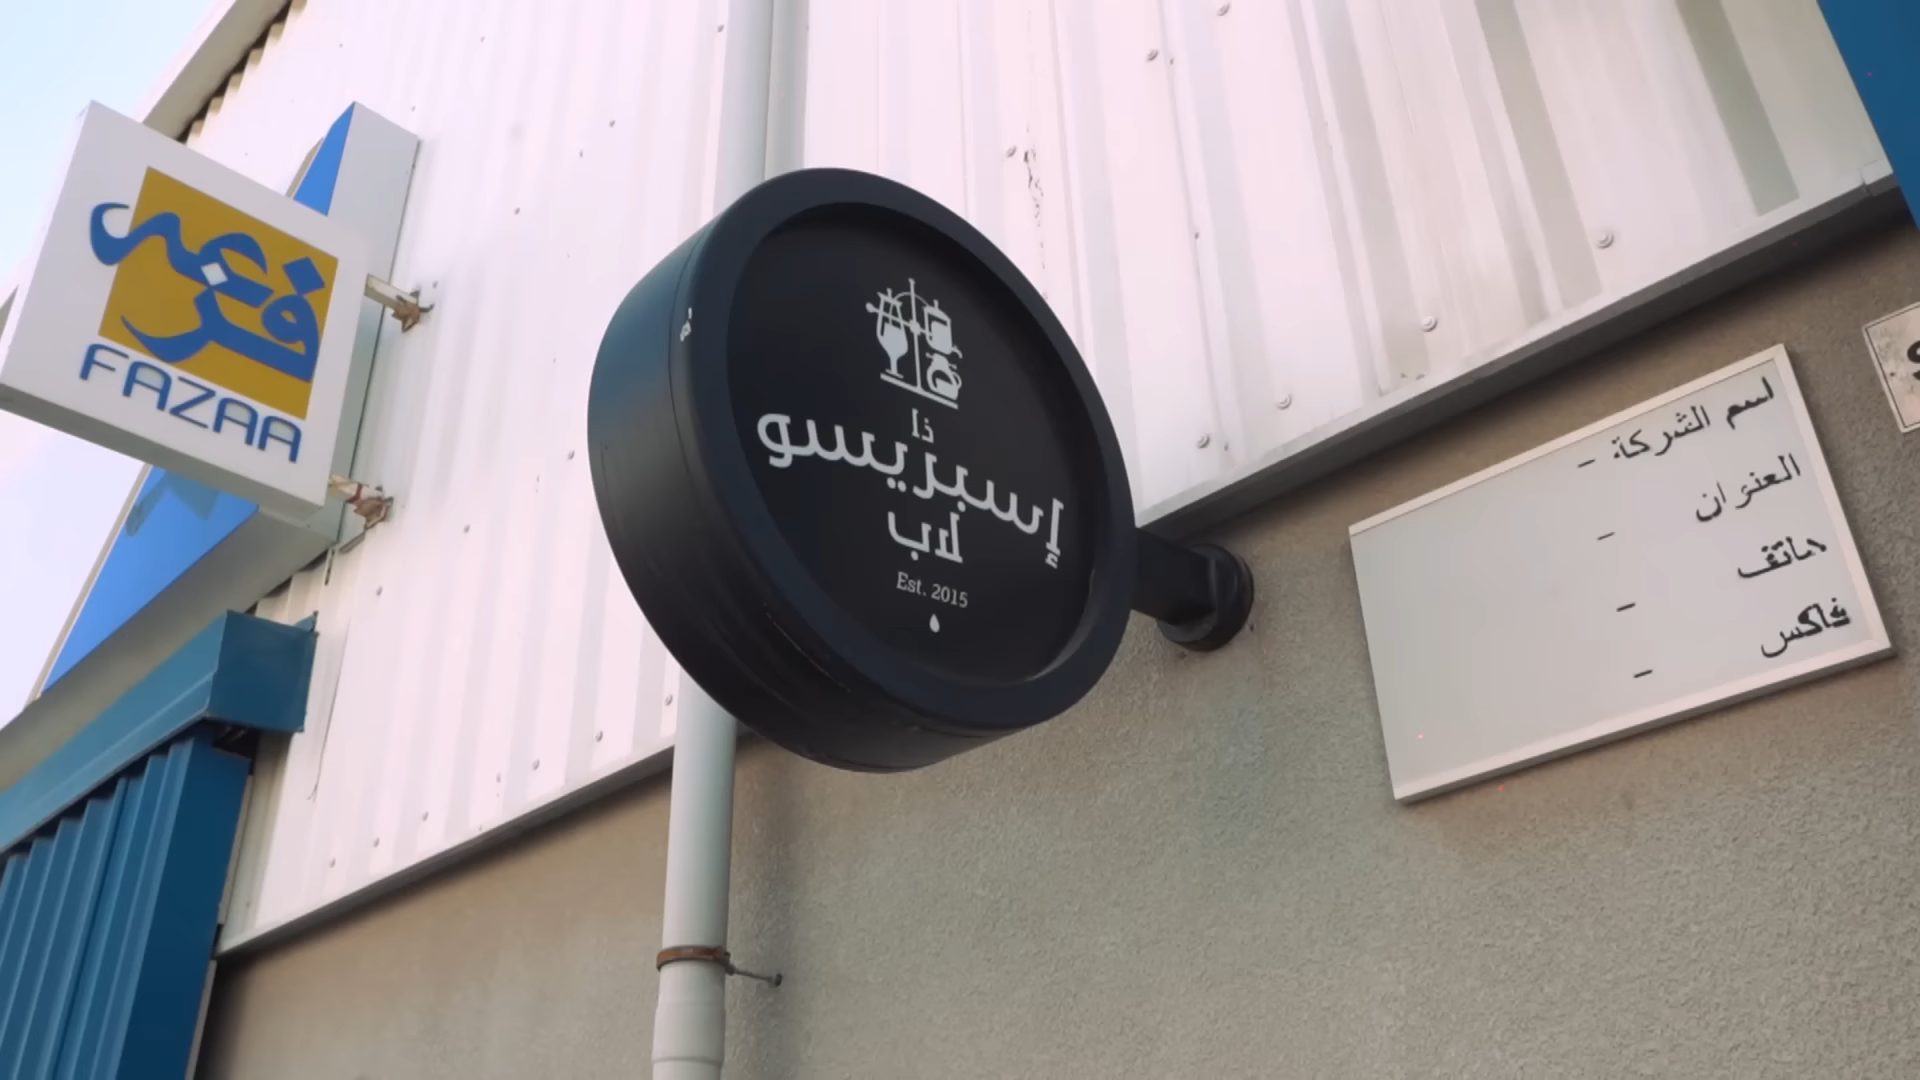 فزعة
FAZAA
ذا
إسبريسو
لاب
Est. 2015
اسم الشركة -
العنوان -
هاتف -
فاكس -